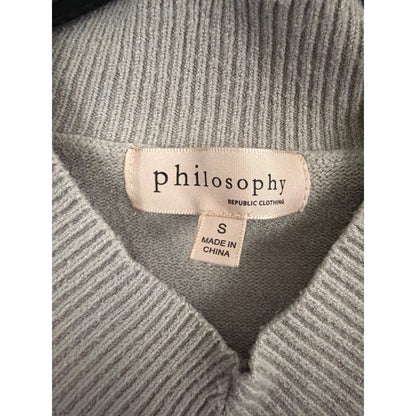 philosophy
REPUBLIC CLOTHING
S
MADE IN
CHINA